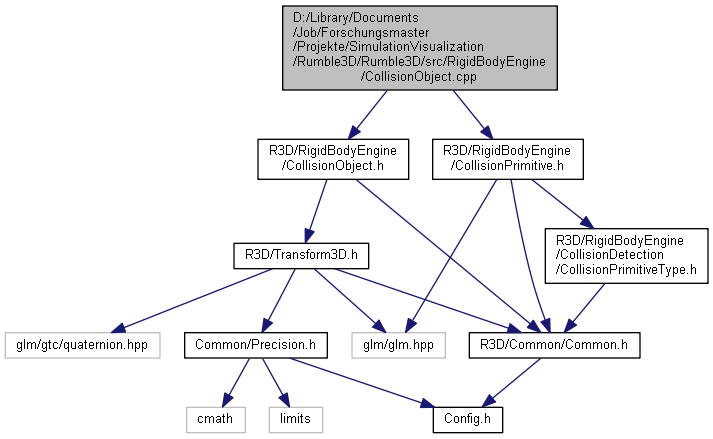 D:/Library/Documents
/Job/Forschungsmaster
/Projekte/SimulationVisualization
/Rumble3D/Rumble3D/src/RigidBodyEngine
/CollisionObject.cpp
R3D/RigidBodyEngine
/CollisionObject.h
R3D/RigidBodyEngine
/CollisionPrimitive.h
R3D/Transform3D.h
R3D/RigidBodyEngine
/CollisionDetection
/CollisionPrimitiveType.h
glm/gtc/quaternion.hpp
Common/Precision.h
glm/glm.hpp
R3D/Common/Common.h
cmath
limits
Config.h